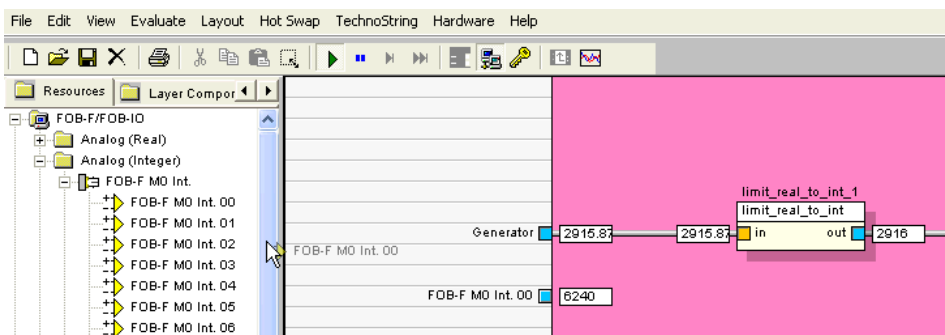 File Edit View Evaluate Layout Hot Swap TechnoString Hardware Help
Resources Layer Compor
FOB-F/FOB-IO
Analog (Real)
Analog (Integer)
FOB-F M0 Int.
FOB-F M0 Int. 00
FOB-F M0 Int. 01
FOB-F M0 Int. 02
FOB-F M0 Int. 03
FOB-F M0 Int. 04
FOB-F M0 Int. 05
FOB-F M0 Int. 06
FOB-F M0 Int. 00
Generator 2915.87
FOB-F M0 Int. 00 6240
limit_real_to_int_1
limit_real_to_int
2915.87 in out 2916